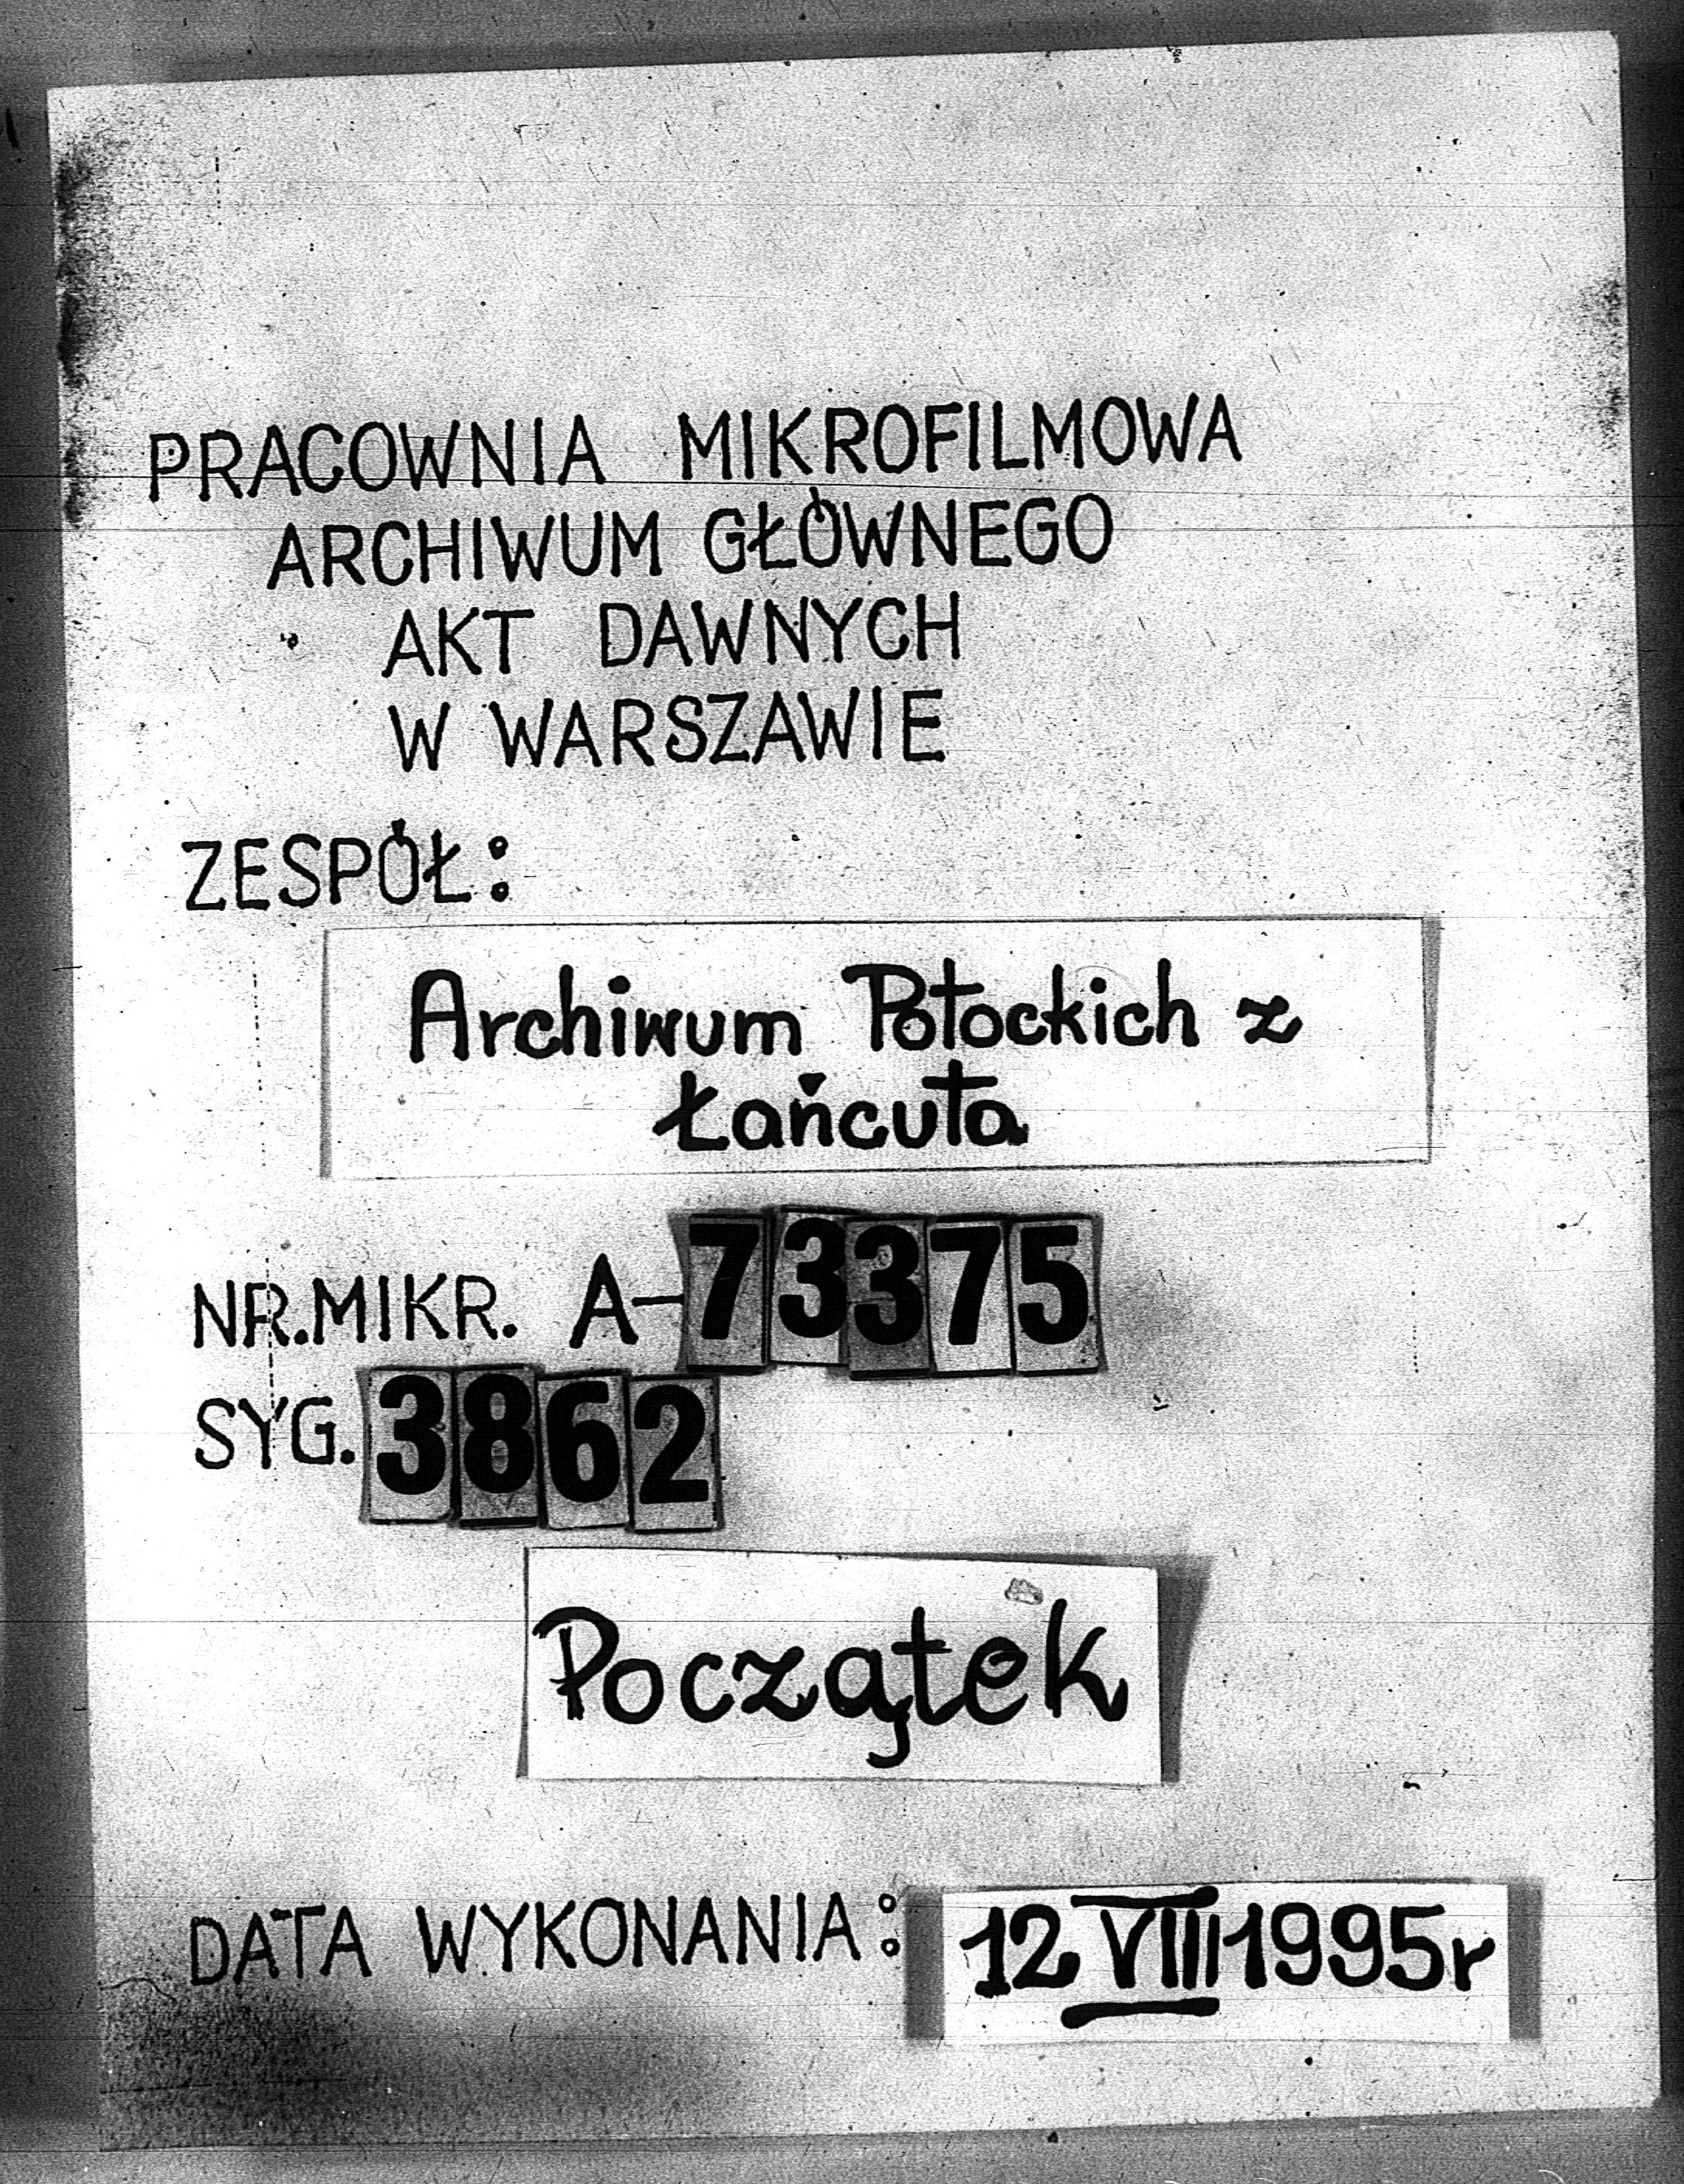 PRACOWNIA MIKROFILMOWA
ARCHIWUM GŁÓWNEGO
AKT DAWNYCH
W WARSZAWIE
ZESPÓŁ:
Archiwum Potockich z
Łańcuta
NR.MIKR. A-73375
SYG. 3862
Początek
DATA WYKONANIA: 12 VIII 1995r